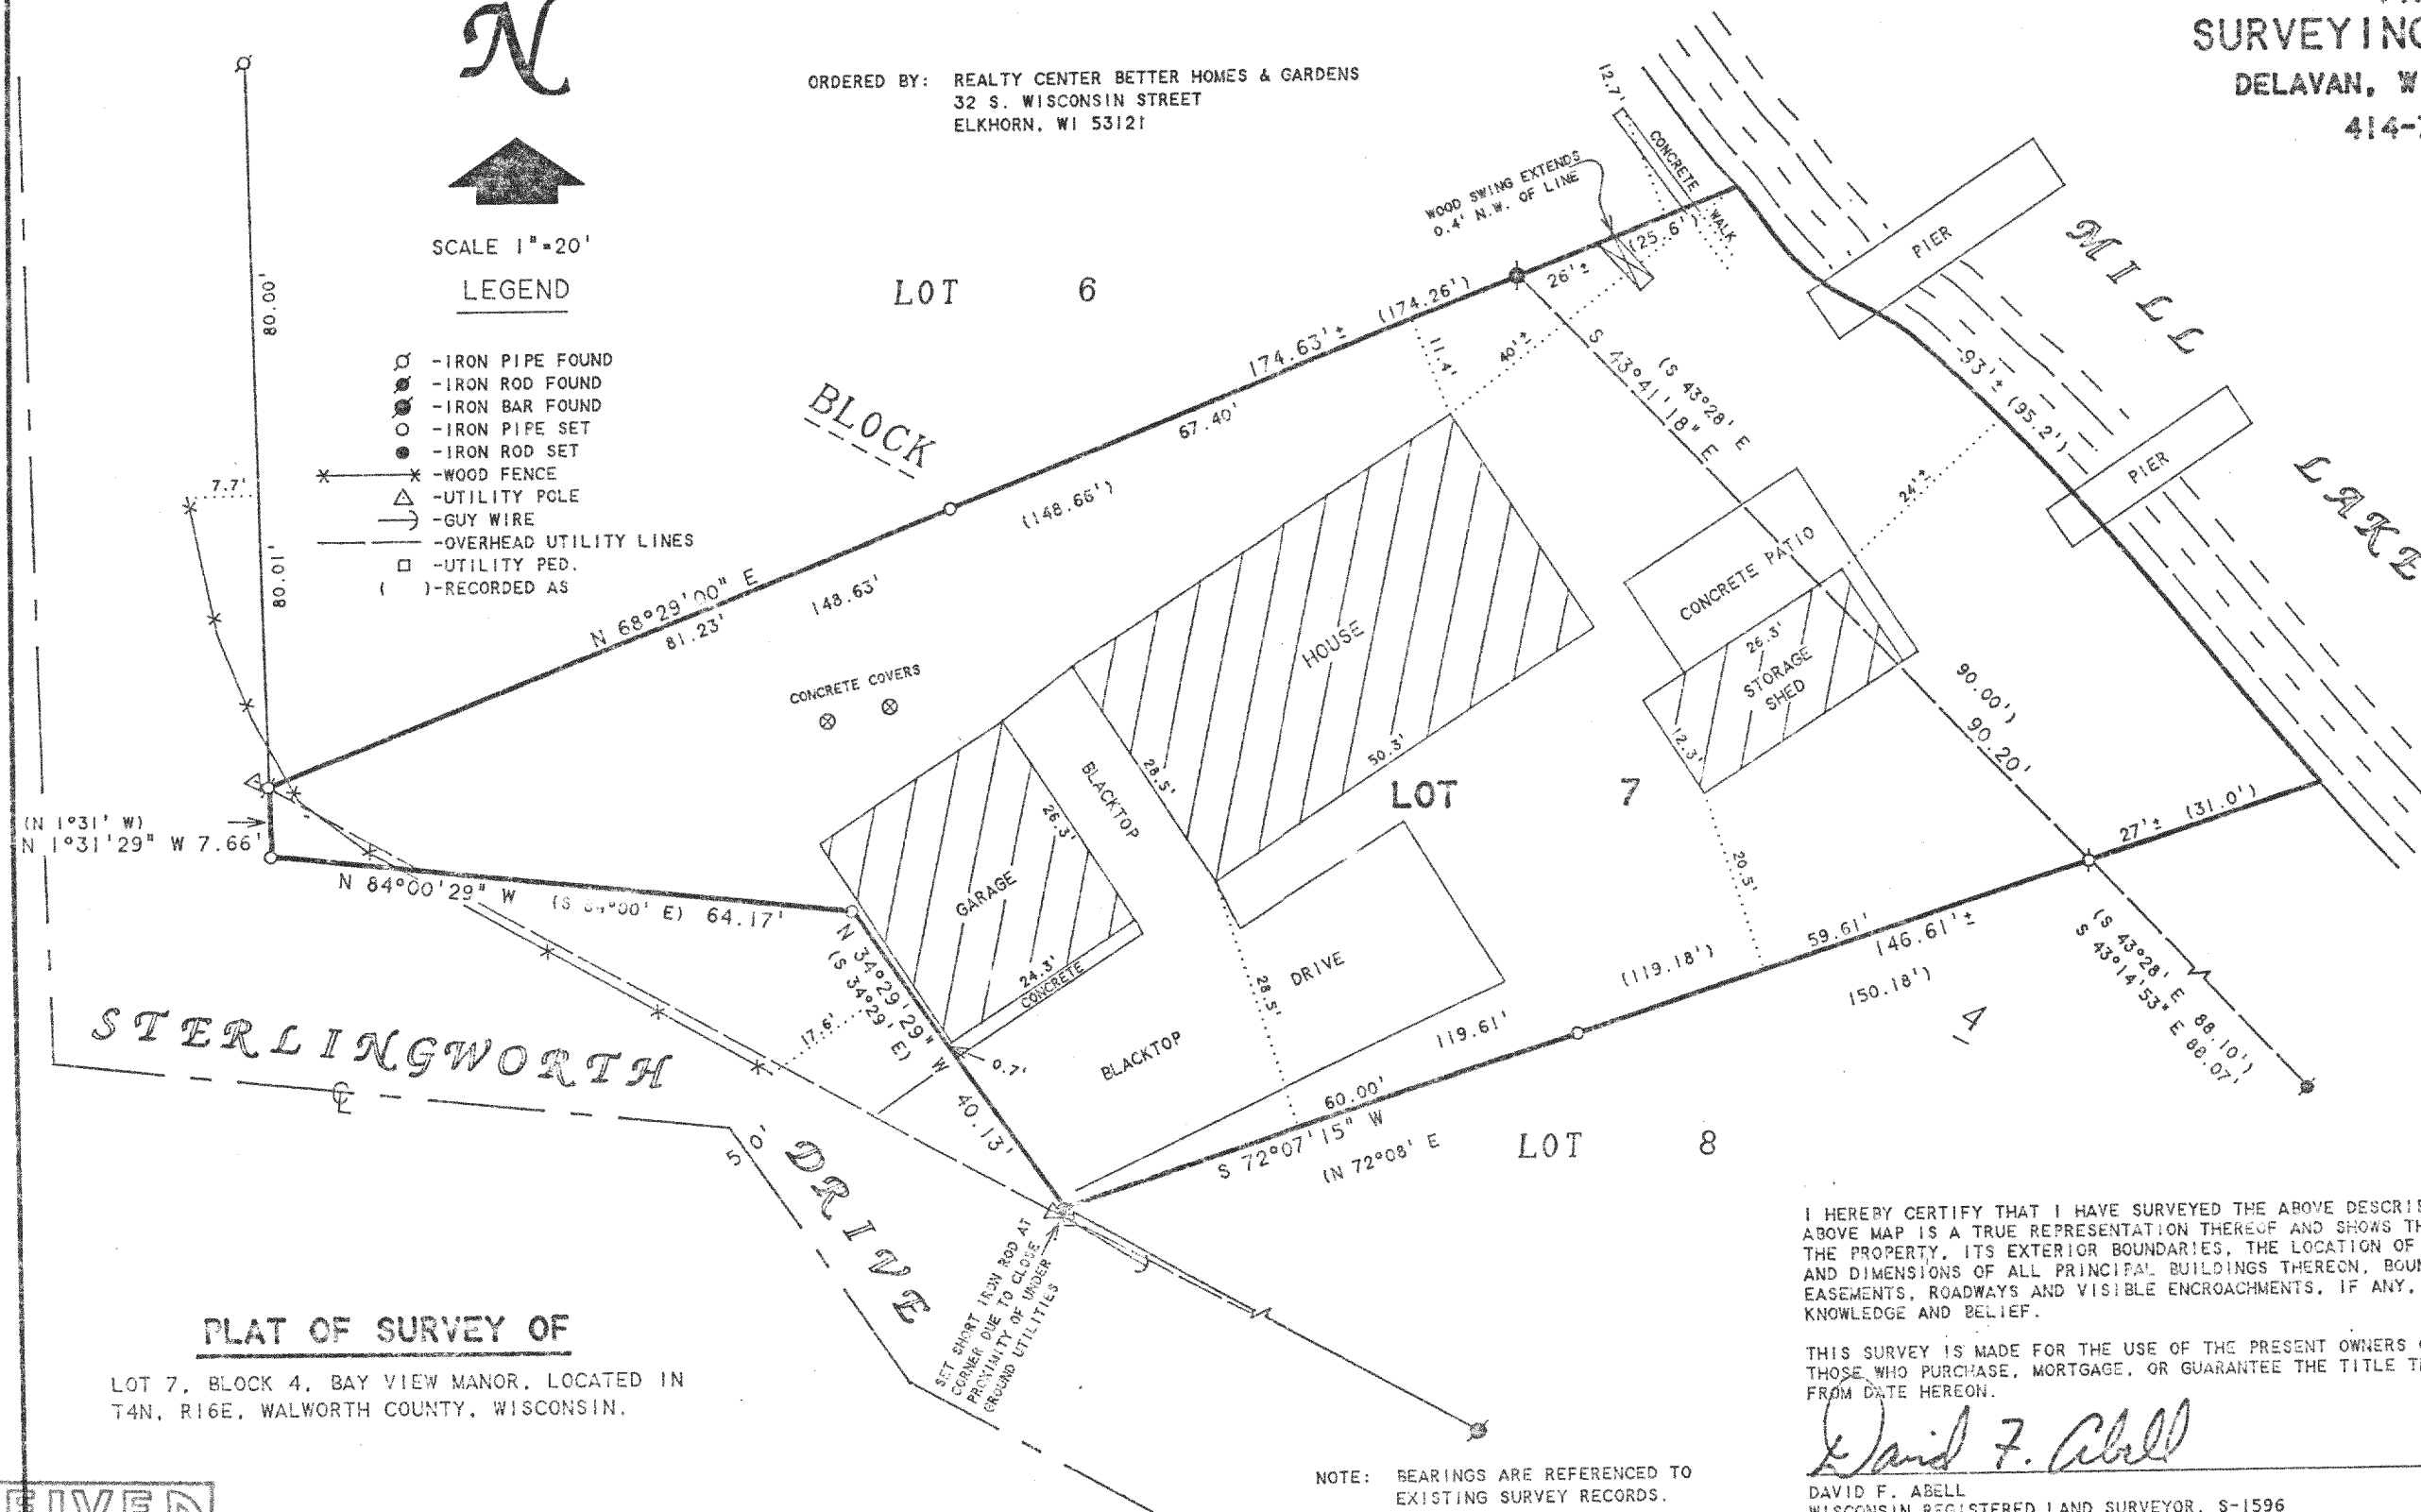 N
SCALE 1"=20'
LEGEND
-IRON PIPE FOUND
-IRON ROD FOUND
-IRON BAR FOUND
-IRON PIPE SET
-IRON ROD SET
-WOOD FENCE
-UTILITY POLE
-GUY WIRE
-OVERHEAD UTILITY LINES
-UTILITY PED.
( )-RECORDED AS
ORDERED BY: REALTY CENTER BETTER HOMES & GARDENS
32 S. WISCONSIN STREET
ELKHORN, WI 53121
SURVEYING
DELAVAN, W
414-
80.00'
7.7'
80.01'
LOT 6
BLOCK
N 68°29'00" E
81.23'
148.63'
(148.66')
67.40'
174.63'±
(174.26')
11.4'
40'±
WOOD SWING EXTENDS
0.4' N.W. OF LINE
12.7'
CONCRETE
WALK
(25.6')
26'±
S 43°41'18" E
(S 43°28' E
PIER
MILL
LAKE
93'± (95.2')
PIER
24'±
CONCRETE PATIO
26.3'
STORAGE
SHED
12.3'
90.00')
90.20'
27'± (31.0')
20.5'
HOUSE
50.3'
28.5'
LOT 7
CONCRETE COVERS
BLACKTOP
26.3'
GARAGE
24.3'
CONCRETE
(N 1°31' W)
N 1°31'29" W 7.66'
N 84°00'29" W (S 84°00' E) 64.17'
N 34°29'29" W
(S 34°29' E)
40.13'
17.6'
0.7'
BLACKTOP
DRIVE
28.5'
60.00'
119.61'
(119.18')
59.61'
146.61'±
150.18')
S 72°07'15" W
(N 72°08' E
4
(S 43°28' E 88.10')
S 43°14'53" E 88.07'
LOT 8
STERLINGWORTH
℄
50'
DRIVE
SET SHORT IRON ROD AT
CORNER DUE TO CLOSE
PROXIMITY OF UNDER
GROUND UTILITIES
PLAT OF SURVEY OF
LOT 7, BLOCK 4, BAY VIEW MANOR, LOCATED IN
T4N, R16E, WALWORTH COUNTY, WISCONSIN.
NOTE: BEARINGS ARE REFERENCED TO
EXISTING SURVEY RECORDS.
I HEREBY CERTIFY THAT I HAVE SURVEYED THE ABOVE DESCRI
ABOVE MAP IS A TRUE REPRESENTATION THEREOF AND SHOWS TH
THE PROPERTY, ITS EXTERIOR BOUNDARIES, THE LOCATION OF
AND DIMENSIONS OF ALL PRINCIPAL BUILDINGS THEREON, BOUN
EASEMENTS, ROADWAYS AND VISIBLE ENCROACHMENTS, IF ANY,
KNOWLEDGE AND BELIEF.
THIS SURVEY IS MADE FOR THE USE OF THE PRESENT OWNERS
THOSE WHO PURCHASE, MORTGAGE, OR GUARANTEE THE TITLE T
FROM DATE HEREON.
David F. Abell
DAVID F. ABELL
WISCONSIN REGISTERED LAND SURVEYOR, S-1596
EIVED